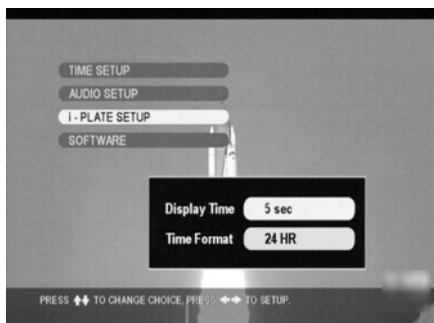 TIME SETUP
AUDIO SETUP
i - PLATE SETUP
SOFTWARE
Display Time 5 sec
Time Format 24 HR
PRESS TO CHANGE CHOICE, PRESS TO SETUP.